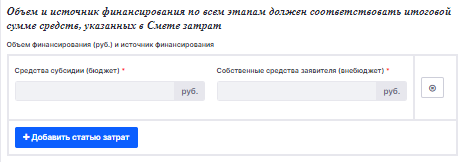 Объем и источник финансирования по всем этапам должен соответствовать итоговой
сумме средств, указанных в Смете затрат
Объем финансирования (руб.) и источник финансирования
Средства субсидии (бюджет) * Собственные средства заявителя (внебюджет) *
руб. руб.
+ Добавить статью затрат